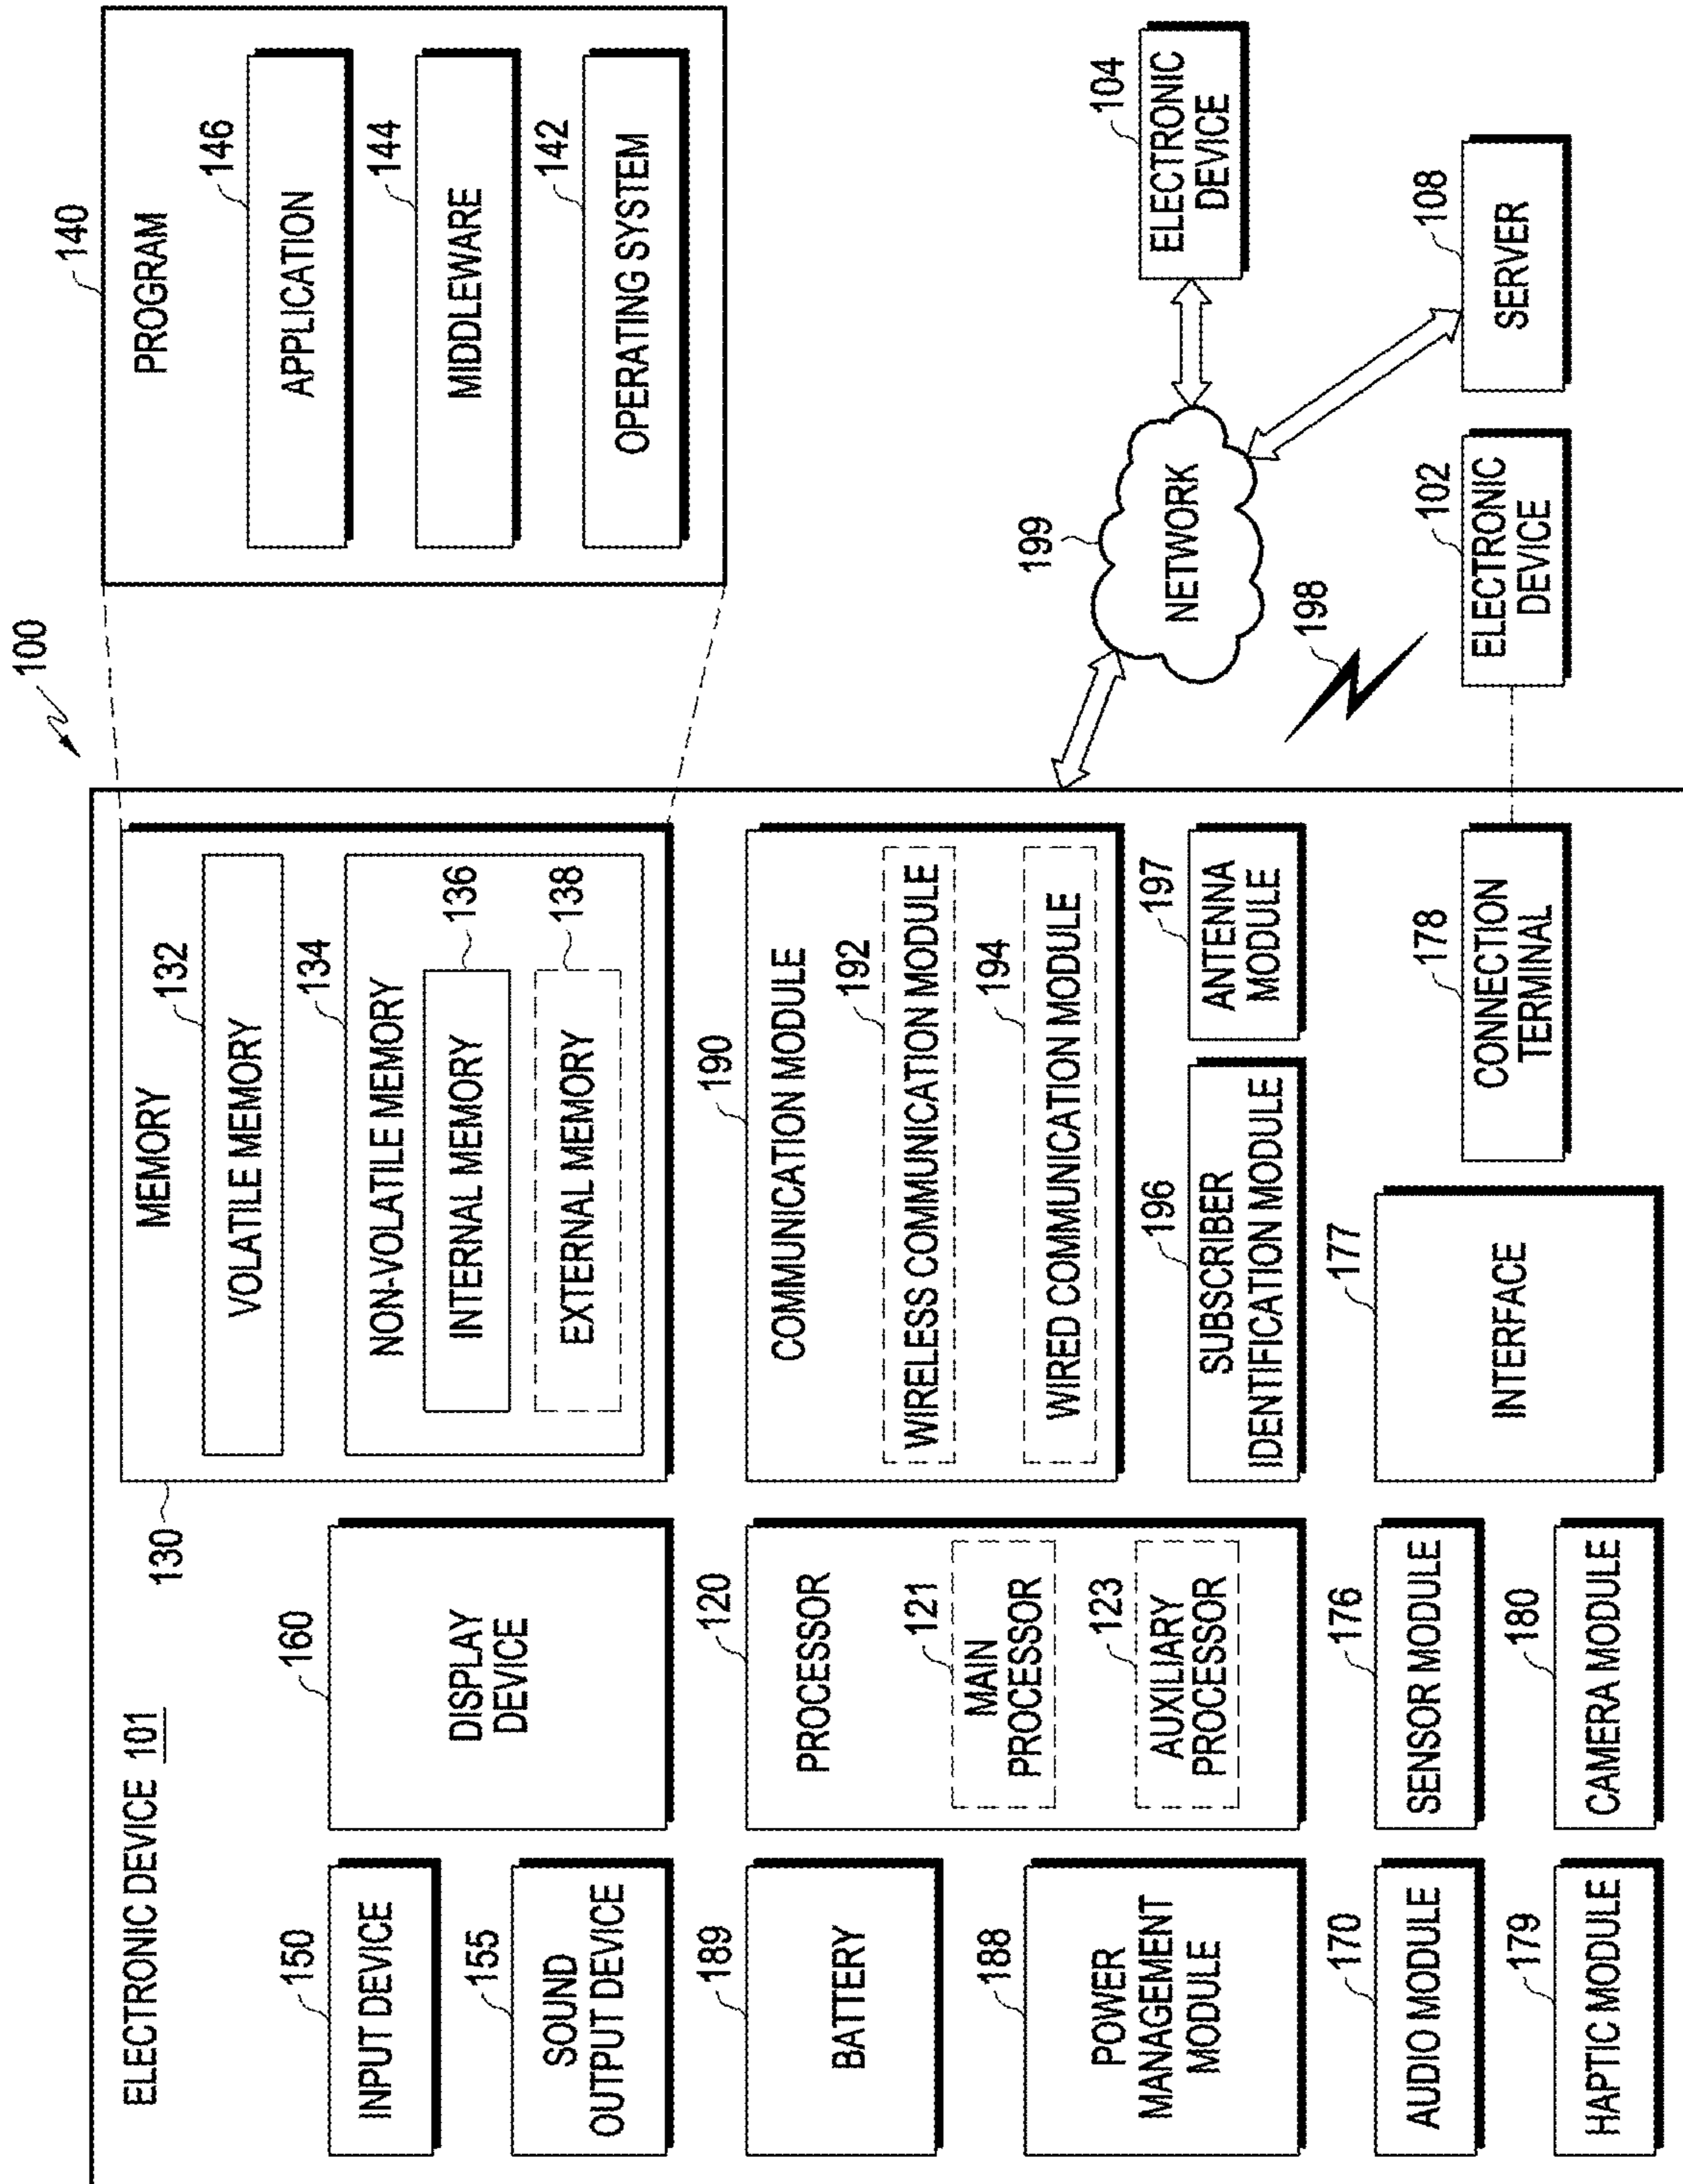 100
ELECTRONIC DEVICE 101
130
MEMORY
VOLATILE MEMORY
132
NON-VOLATILE MEMORY
134
INTERNAL MEMORY
136
EXTERNAL MEMORY
138
140
PROGRAM
APPLICATION
146
MIDDLEWARE
144
OPERATING SYSTEM
142
150
INPUT DEVICE
155
SOUND
OUTPUT DEVICE
160
DISPLAY
DEVICE
189
BATTERY
188
POWER
MANAGEMENT
MODULE
120
PROCESSOR
121
MAIN
PROCESSOR
123
AUXILIARY
PROCESSOR
190
COMMUNICATION MODULE
192
WIRELESS COMMUNICATION MODULE
194
WIRED COMMUNICATION MODULE
196
SUBSCRIBER
IDENTIFICATION MODULE
197
ANTENNA
MODULE
199
NETWORK
104
ELECTRONIC
DEVICE
198
170
AUDIO MODULE
176
SENSOR MODULE
177
INTERFACE
178
CONNECTION
TERMINAL
102
ELECTRONIC
DEVICE
108
SERVER
179
HAPTIC MODULE
180
CAMERA MODULE